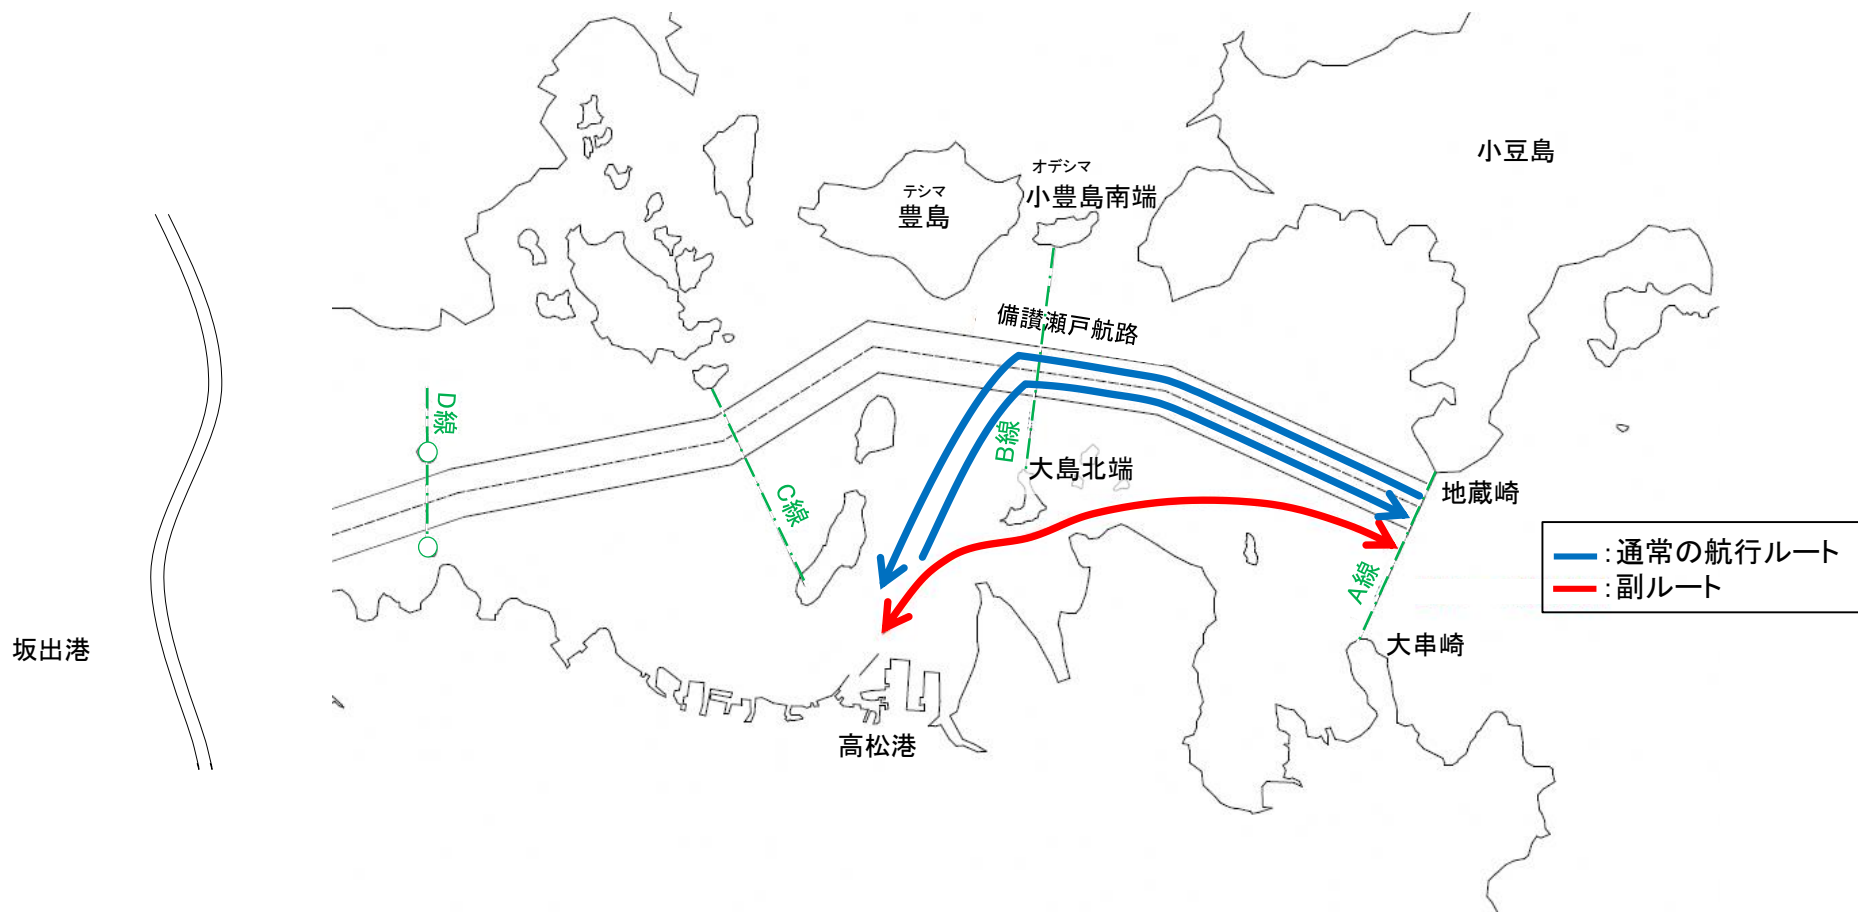 小豆島
オデシマ
小豊島南端
テシマ
豊島
備讃瀬戸航路
D線
B線
大島北端
C線
地蔵崎
A線
:通常の航行ルート
:副ルート
大串崎
坂出港
高松港